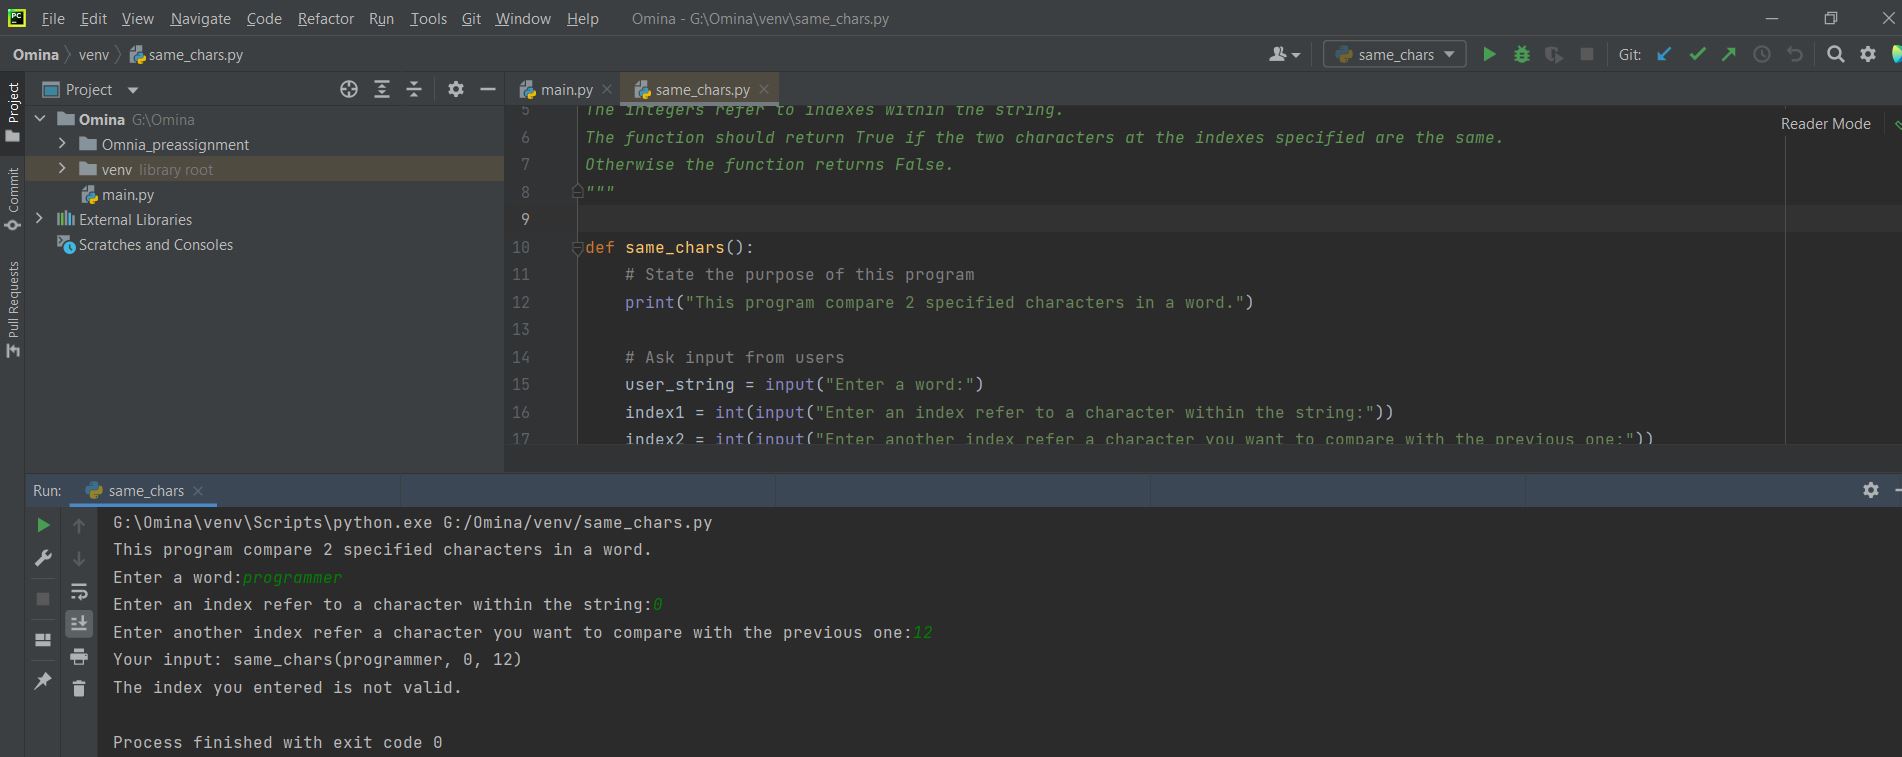 PC File Edit View Navigate Code Refactor Run Tools Git Window Help Omina - G:\Omina\venv\same_chars.py
Omina venv same_chars.py same_chars Git:
Project
Commit
Pull Requests
Project
Omina G:\Omina
Omnia_preassignment
venv library root
main.py
External Libraries
Scratches and Consoles
main.py same_chars.py
Reader Mode
5 The integers refer to indexes within the string.
6 The function should return True if the two characters at the indexes specified are the same.
7 Otherwise the function returns False.
8 """
9
10 def same_chars():
11 # State the purpose of this program
12 print("This program compare 2 specified characters in a word.")
13
14 # Ask input from users
15 user_string = input("Enter a word:")
16 index1 = int(input("Enter an index refer to a character within the string:"))
17 index2 = int(input("Enter another index refer a character you want to compare with the previous one:"))
Run: same_chars
G:\Omina\venv\Scripts\python.exe G:/Omina/venv/same_chars.py
This program compare 2 specified characters in a word.
Enter a word:programmer
Enter an index refer to a character within the string:0
Enter another index refer a character you want to compare with the previous one:12
Your input: same_chars(programmer, 0, 12)
The index you entered is not valid.
Process finished with exit code 0